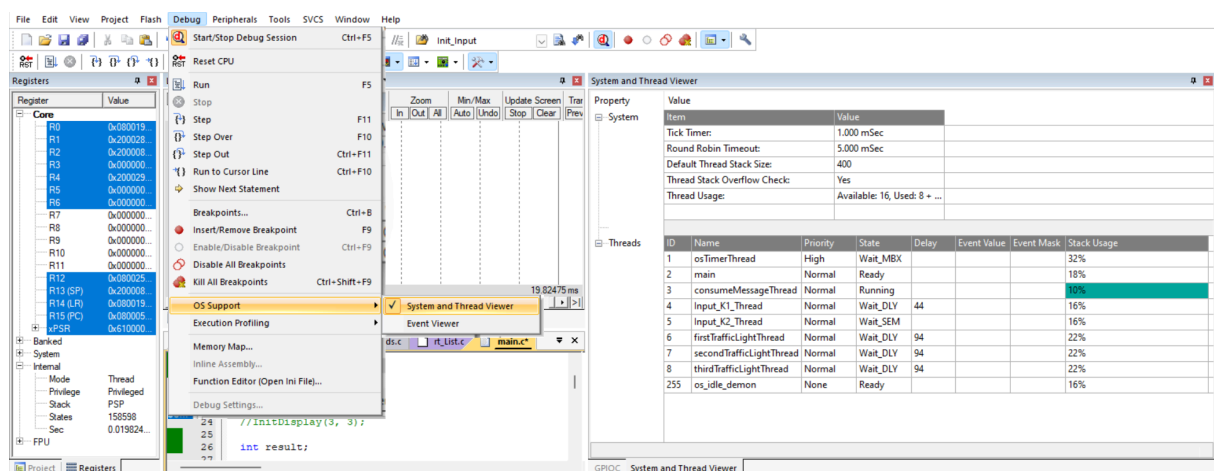 File Edit View Project Flash Debug Peripherals Tools SVCS Window Help
Start/Stop Debug Session Ctrl+F5
Init_Input
Reset CPU
Run F5
Stop
Step F11
Step Over F10
Step Out Ctrl+F11
Run to Cursor Line Ctrl+F10
Show Next Statement
Breakpoints... Ctrl+B
Insert/Remove Breakpoint F9
Enable/Disable Breakpoint Ctrl+F9
Disable All Breakpoints
Kill All Breakpoints Ctrl+Shift+F9
OS Support
System and Thread Viewer
Event Viewer
Execution Profiling
Memory Map...
Inline Assembly...
Function Editor (Open Ini File)...
Debug Settings...
Registers
Register Value
Core
R0 0x080019...
R1 0x200028...
R2 0x200008...
R3 0x000000...
R4 0x200029...
R5 0x000000...
R6 0x000000...
R7 0x000000...
R8 0x000000...
R9 0x000000...
R10 0x000000...
R11 0x000000...
R12 0x080025...
R13 (SP) 0x200008...
R14 (LR) 0x080019...
R15 (PC) 0x080005...
xPSR 0x610000...
Banked
System
Internal
Mode Thread
Privilege Privileged
Stack PSP
States 158598
Sec 0.019824...
FPU
Project Registers
Zoom Min/Max Update Screen Tran
In Out All Auto Undo Stop Clear Prev
19.82475 ms
ds.c rt_List.c main.c*
24 //InitDisplay(3, 3);
25
26 int result;
27
System and Thread Viewer
Property Value
System
Item Value
Tick Timer: 1.000 mSec
Round Robin Timeout: 5.000 mSec
Default Thread Stack Size: 400
Thread Stack Overflow Check: Yes
Thread Usage: Available: 16, Used: 8 + ...
Threads
ID Name Priority State Delay Event Value Event Mask Stack Usage
1 osTimerThread High Wait_MBX 32%
2 main Normal Ready 18%
3 consumeMessageThread Normal Running 10%
4 Input_K1_Thread Normal Wait_DLY 44 16%
5 Input_K2_Thread Normal Wait_SEM 16%
6 firstTrafficLightThread Normal Wait_DLY 94 22%
7 secondTrafficLightThread Normal Wait_DLY 94 22%
8 thirdTrafficLightThread Normal Wait_DLY 94 22%
255 os_idle_demon None Ready 16%
GPIOC System and Thread Viewer